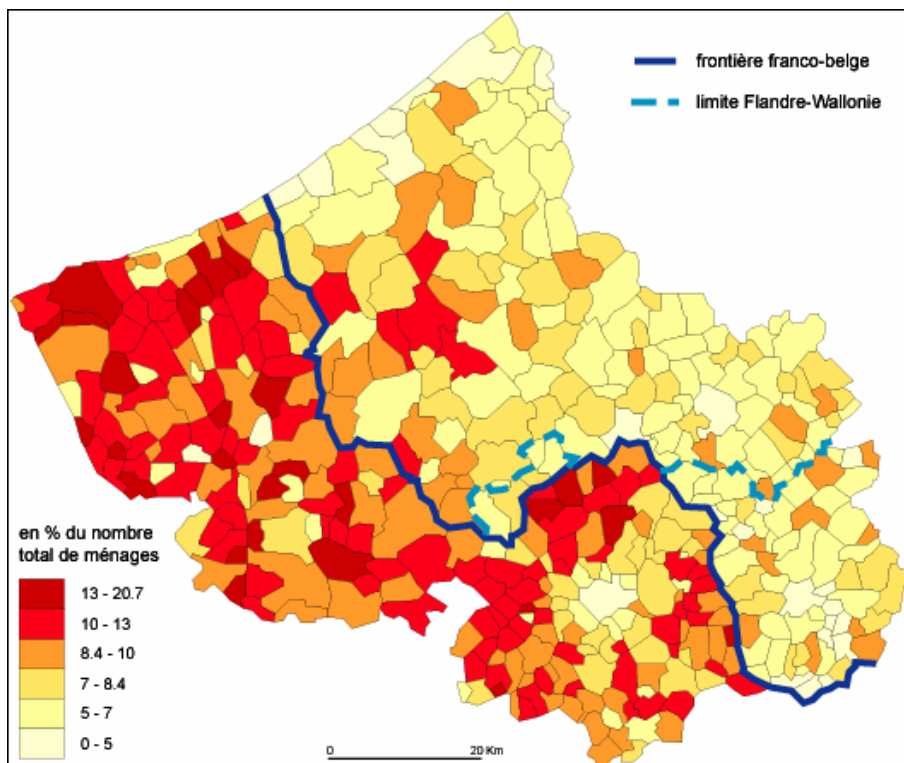 frontière franco-belge
limite Flandre-Wallonie
en % du nombre
total de ménages
13 - 20.7
10 - 13
8.4 - 10
7 - 8.4
5 - 7
0 - 5
0 20 Km